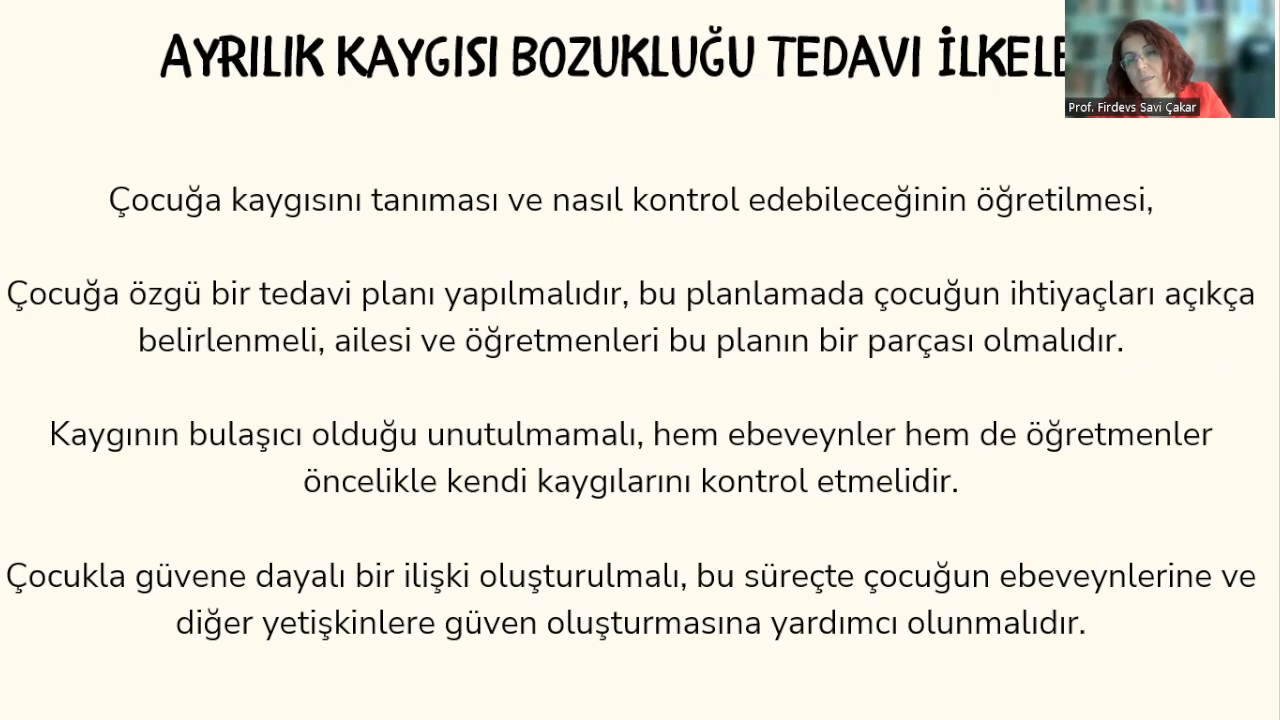 AYRILIK KAYGISI BOZUKLUĞU TEDAVI
Prof. Firdevs Savi Çakar
Çocuğa kaygısını tanıması ve nasıl kontrol edebileceğinin öğretilmesi,
Çocuğa özgü bir tedavi planı yapılmalıdır, bu planlamada çocuğun ihtiyaçları açıkça
belirlenmeli, ailesi ve öğretmenleri bu planın bir parçası olmalıdır.
Kaygının bulaşıcı olduğu unutulmamalı, hem ebeveynler hem de öğretmenler
öncelikle kendi kaygılarını kontrol etmelidir.
Çocukla güvene dayalı bir ilişki oluşturulmalı, bu süreçte çocuğun ebeveynlerine ve
diğer yetişkinlere güven oluşturmasına yardımcı olunmalıdır.